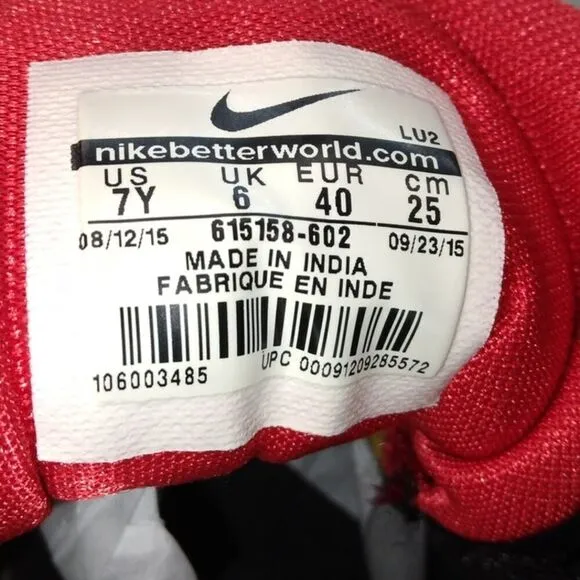 LU2
nikebetterworld.com
US UK EUR cm
7Y 6 40 25
08/12/15 615158-602 09/23/15
MADE IN INDIA
FABRIQUE EN INDE
106003485 UPC 00091209285572